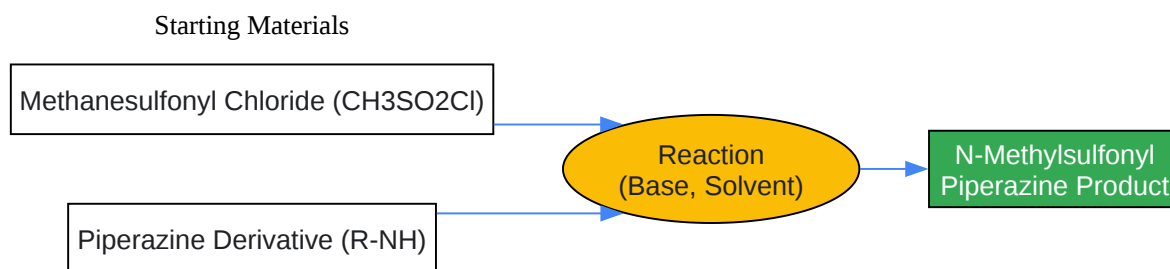 Starting Materials
Methanesulfonyl Chloride (CH3SO2Cl)
Reaction
(Base, Solvent)
N-Methylsulfonyl
Piperazine Product
Piperazine Derivative (R-NH)